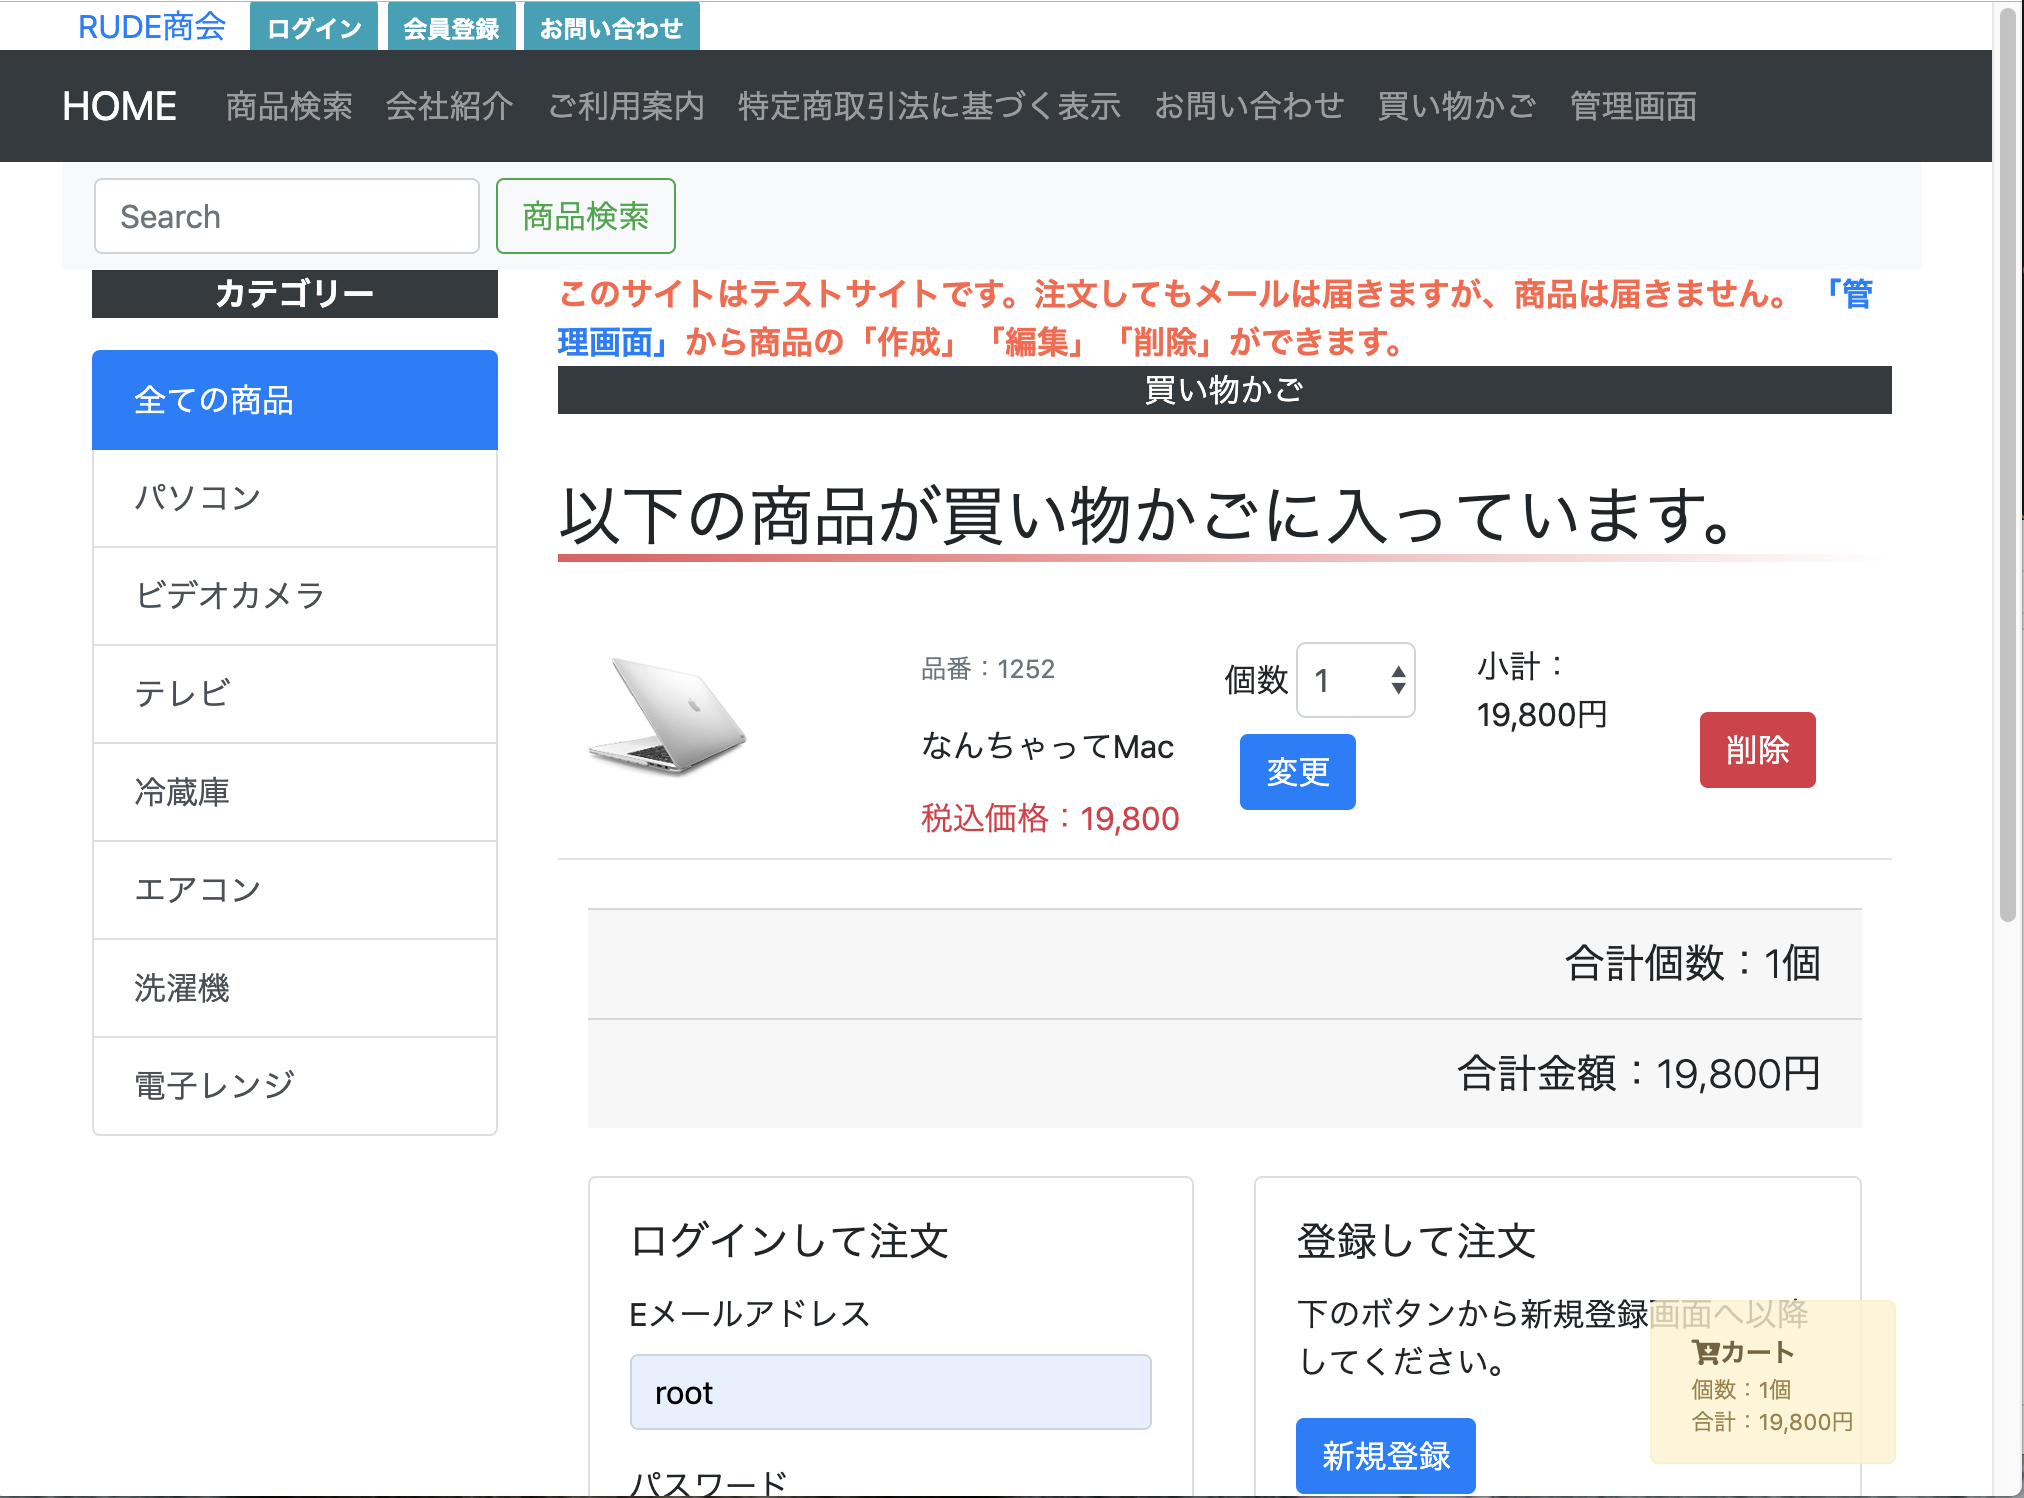 RUDE商会 ログイン 会員登録 お問い合わせ
HOME 商品検索 会社紹介 ご利用案内 特定商取引法に基づく表示 お問い合わせ 買い物かご 管理画面
Search 商品検索
カテゴリー
全ての商品
パソコン
ビデオカメラ
テレビ
冷蔵庫
エアコン
洗濯機
電子レンジ
このサイトはテストサイトです。注文してもメールは届きますが、商品は届きません。 「管
理画面」から商品の「作成」「編集」「削除」ができます。
買い物かご
以下の商品が買い物かごに入っています。
品番：1252
なんちゃってMac
税込価格：19,800
個数 1
変更
小計：
19,800円
削除
合計個数：1個
合計金額：19,800円
ログインして注文
Eメールアドレス
root
パスワード
登録して注文
下のボタンから新規登録画面へ以降
してください。
新規登録
カート
個数：1個
合計：19,800円